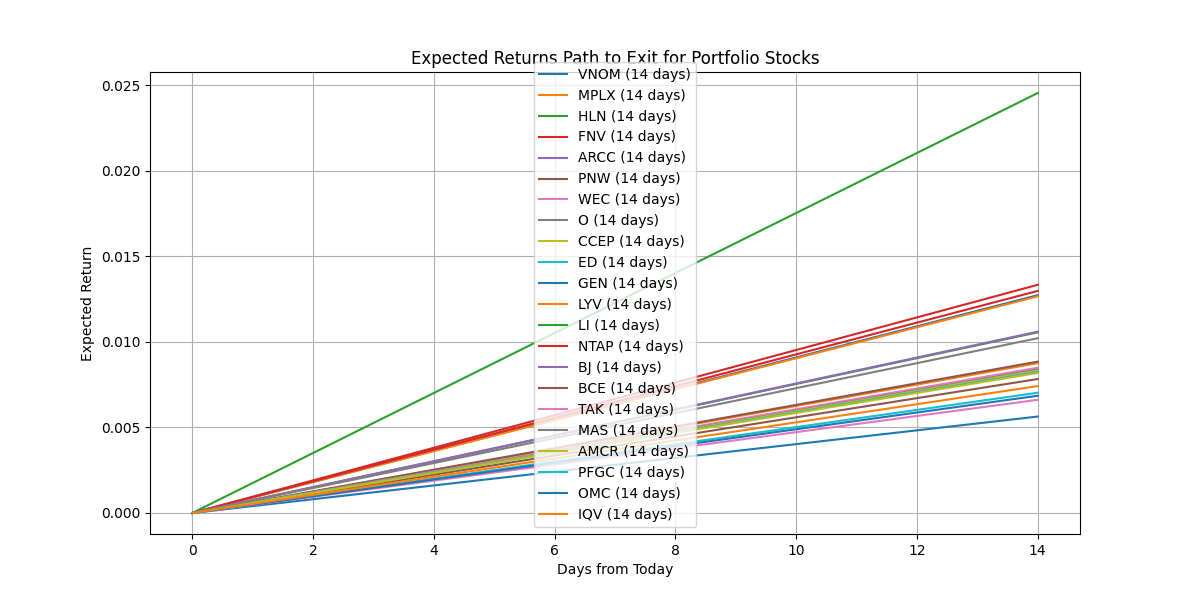 Expected Returns Path to Exit for Portfolio Stocks
VNOM (14 days)
MPLX (14 days)
HLN (14 days)
FNV (14 days)
ARCC (14 days)
PNW (14 days)
WEC (14 days)
O (14 days)
CCEP (14 days)
ED (14 days)
GEN (14 days)
LYV (14 days)
LI (14 days)
NTAP (14 days)
BJ (14 days)
BCE (14 days)
TAK (14 days)
MAS (14 days)
AMCR (14 days)
PFGC (14 days)
OMC (14 days)
IQV (14 days)
Expected Return
0.025
0.020
0.015
0.010
0.005
0.000
0 2 4 6 8 10 12 14
Days from Today